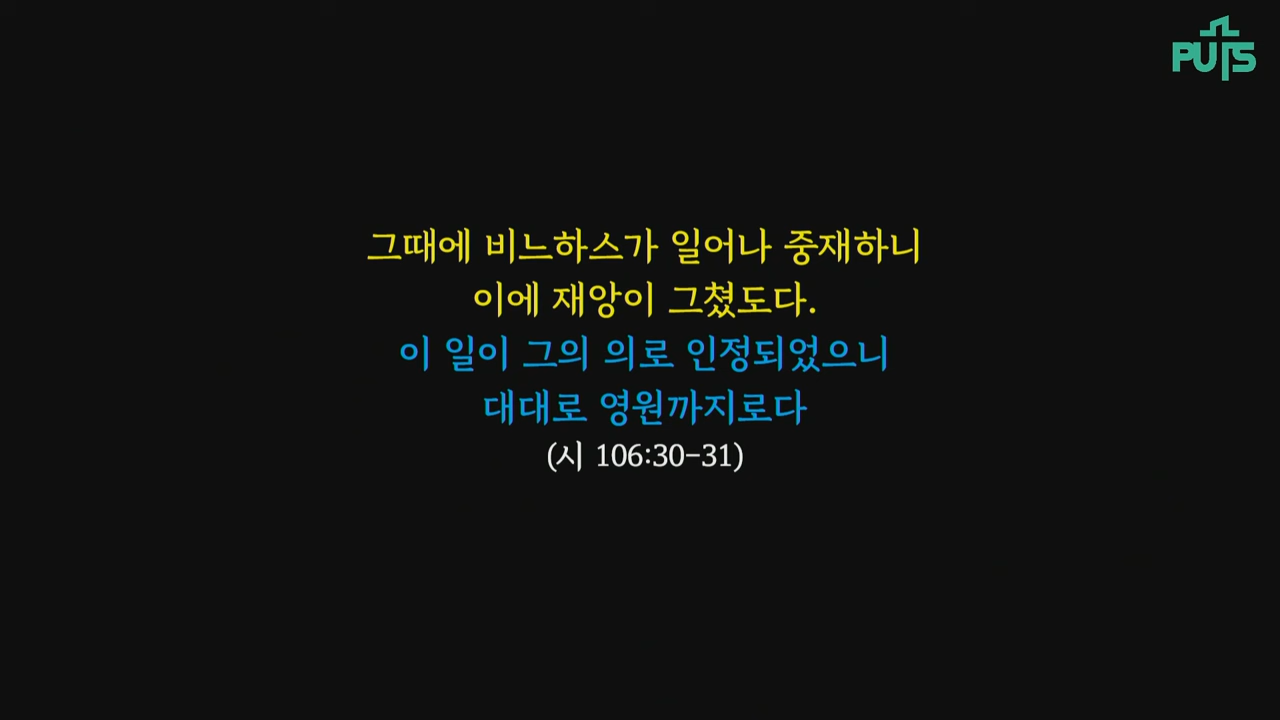 PUTS
그때에 비느하스가 일어나 중재하니
이에 재앙이 그쳤도다.
이 일이 그의 의로 인정되었으니
대대로 영원까지로다
(시 106:30-31)